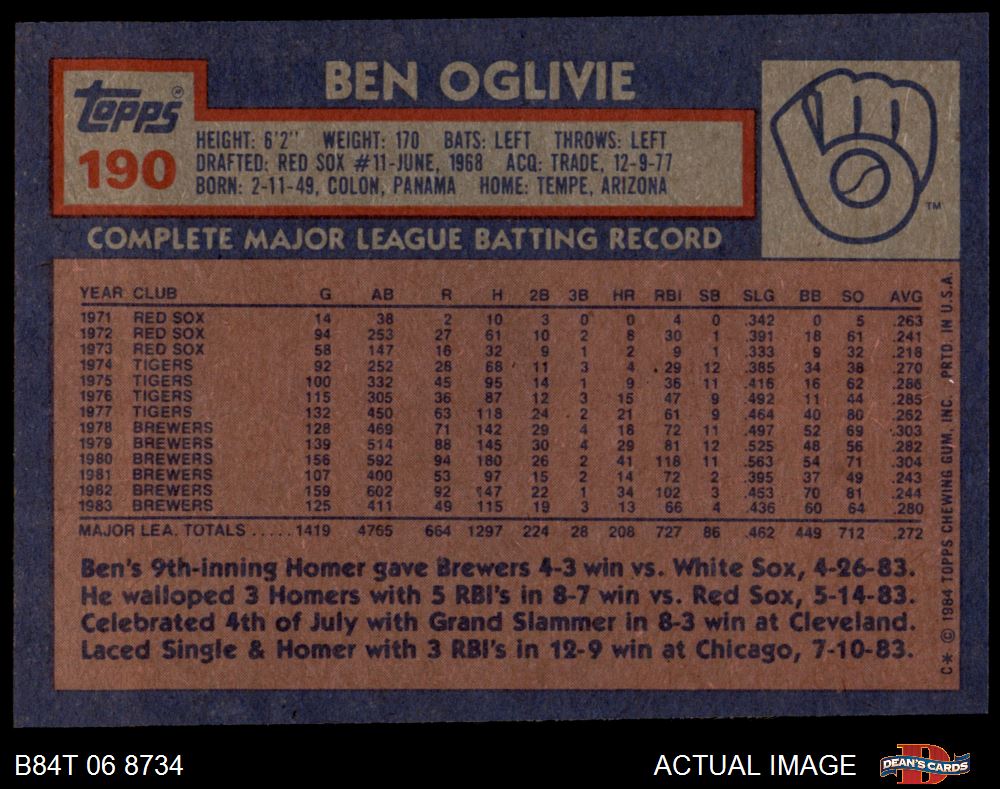 BEN OGLIVIE
Topps®
190
HEIGHT: 6'2" WEIGHT: 170 BATS: LEFT THROWS: LEFT
DRAFTED: RED SOX #11-JUNE, 1968 ACQ: TRADE, 12-9-77
BORN: 2-11-49, COLON, PANAMA HOME: TEMPE, ARIZONA
TM
COMPLETE MAJOR LEAGUE BATTING RECORD
YEAR CLUB G AB R H 2B 3B HR RBI SB SLG BB SO AVG
1971 RED SOX 14 38 2 10 3 0 0 4 0 .342 0 5 .263
1972 RED SOX 94 253 27 61 10 2 8 30 1 .391 18 61 .241
1973 RED SOX 58 147 16 32 9 1 2 9 1 .333 9 32 .218
1974 TIGERS 92 252 28 68 11 3 4 29 12 .385 34 38 .270
1975 TIGERS 100 332 45 95 14 1 9 36 11 .416 16 62 .286
1976 TIGERS 115 305 36 87 12 3 15 47 9 .492 11 44 .285
1977 TIGERS 132 450 63 118 24 2 21 61 9 .464 40 80 .262
1978 BREWERS 128 469 71 142 29 4 18 72 11 .497 52 69 .303
1979 BREWERS 139 514 88 145 30 4 29 81 12 .525 48 56 .282
1980 BREWERS 156 592 94 180 26 2 41 118 11 .563 54 71 .304
1981 BREWERS 107 400 53 97 15 2 14 72 2 .395 37 49 .243
1982 BREWERS 159 602 92 147 22 1 34 102 3 .453 70 81 .244
1983 BREWERS 125 411 49 115 19 3 13 66 4 .436 60 64 .280
MAJOR LEA. TOTALS .....1419 4765 664 1297 224 28 208 727 86 .462 449 712 .272
Ben's 9th-inning Homer gave Brewers 4-3 win vs. White Sox, 4-26-83.
He walloped 3 Homers with 5 RBI's in 8-7 win vs. Red Sox, 5-14-83.
Celebrated 4th of July with Grand Slammer in 8-3 win at Cleveland.
Laced Single & Homer with 3 RBI's in 12-9 win at Chicago, 7-10-83.
C* © 1984 TOPPS CHEWING GUM, INC. PRTD. IN U.S.A.
B84T 06 8734
ACTUAL IMAGE
DEAN'S CARDS